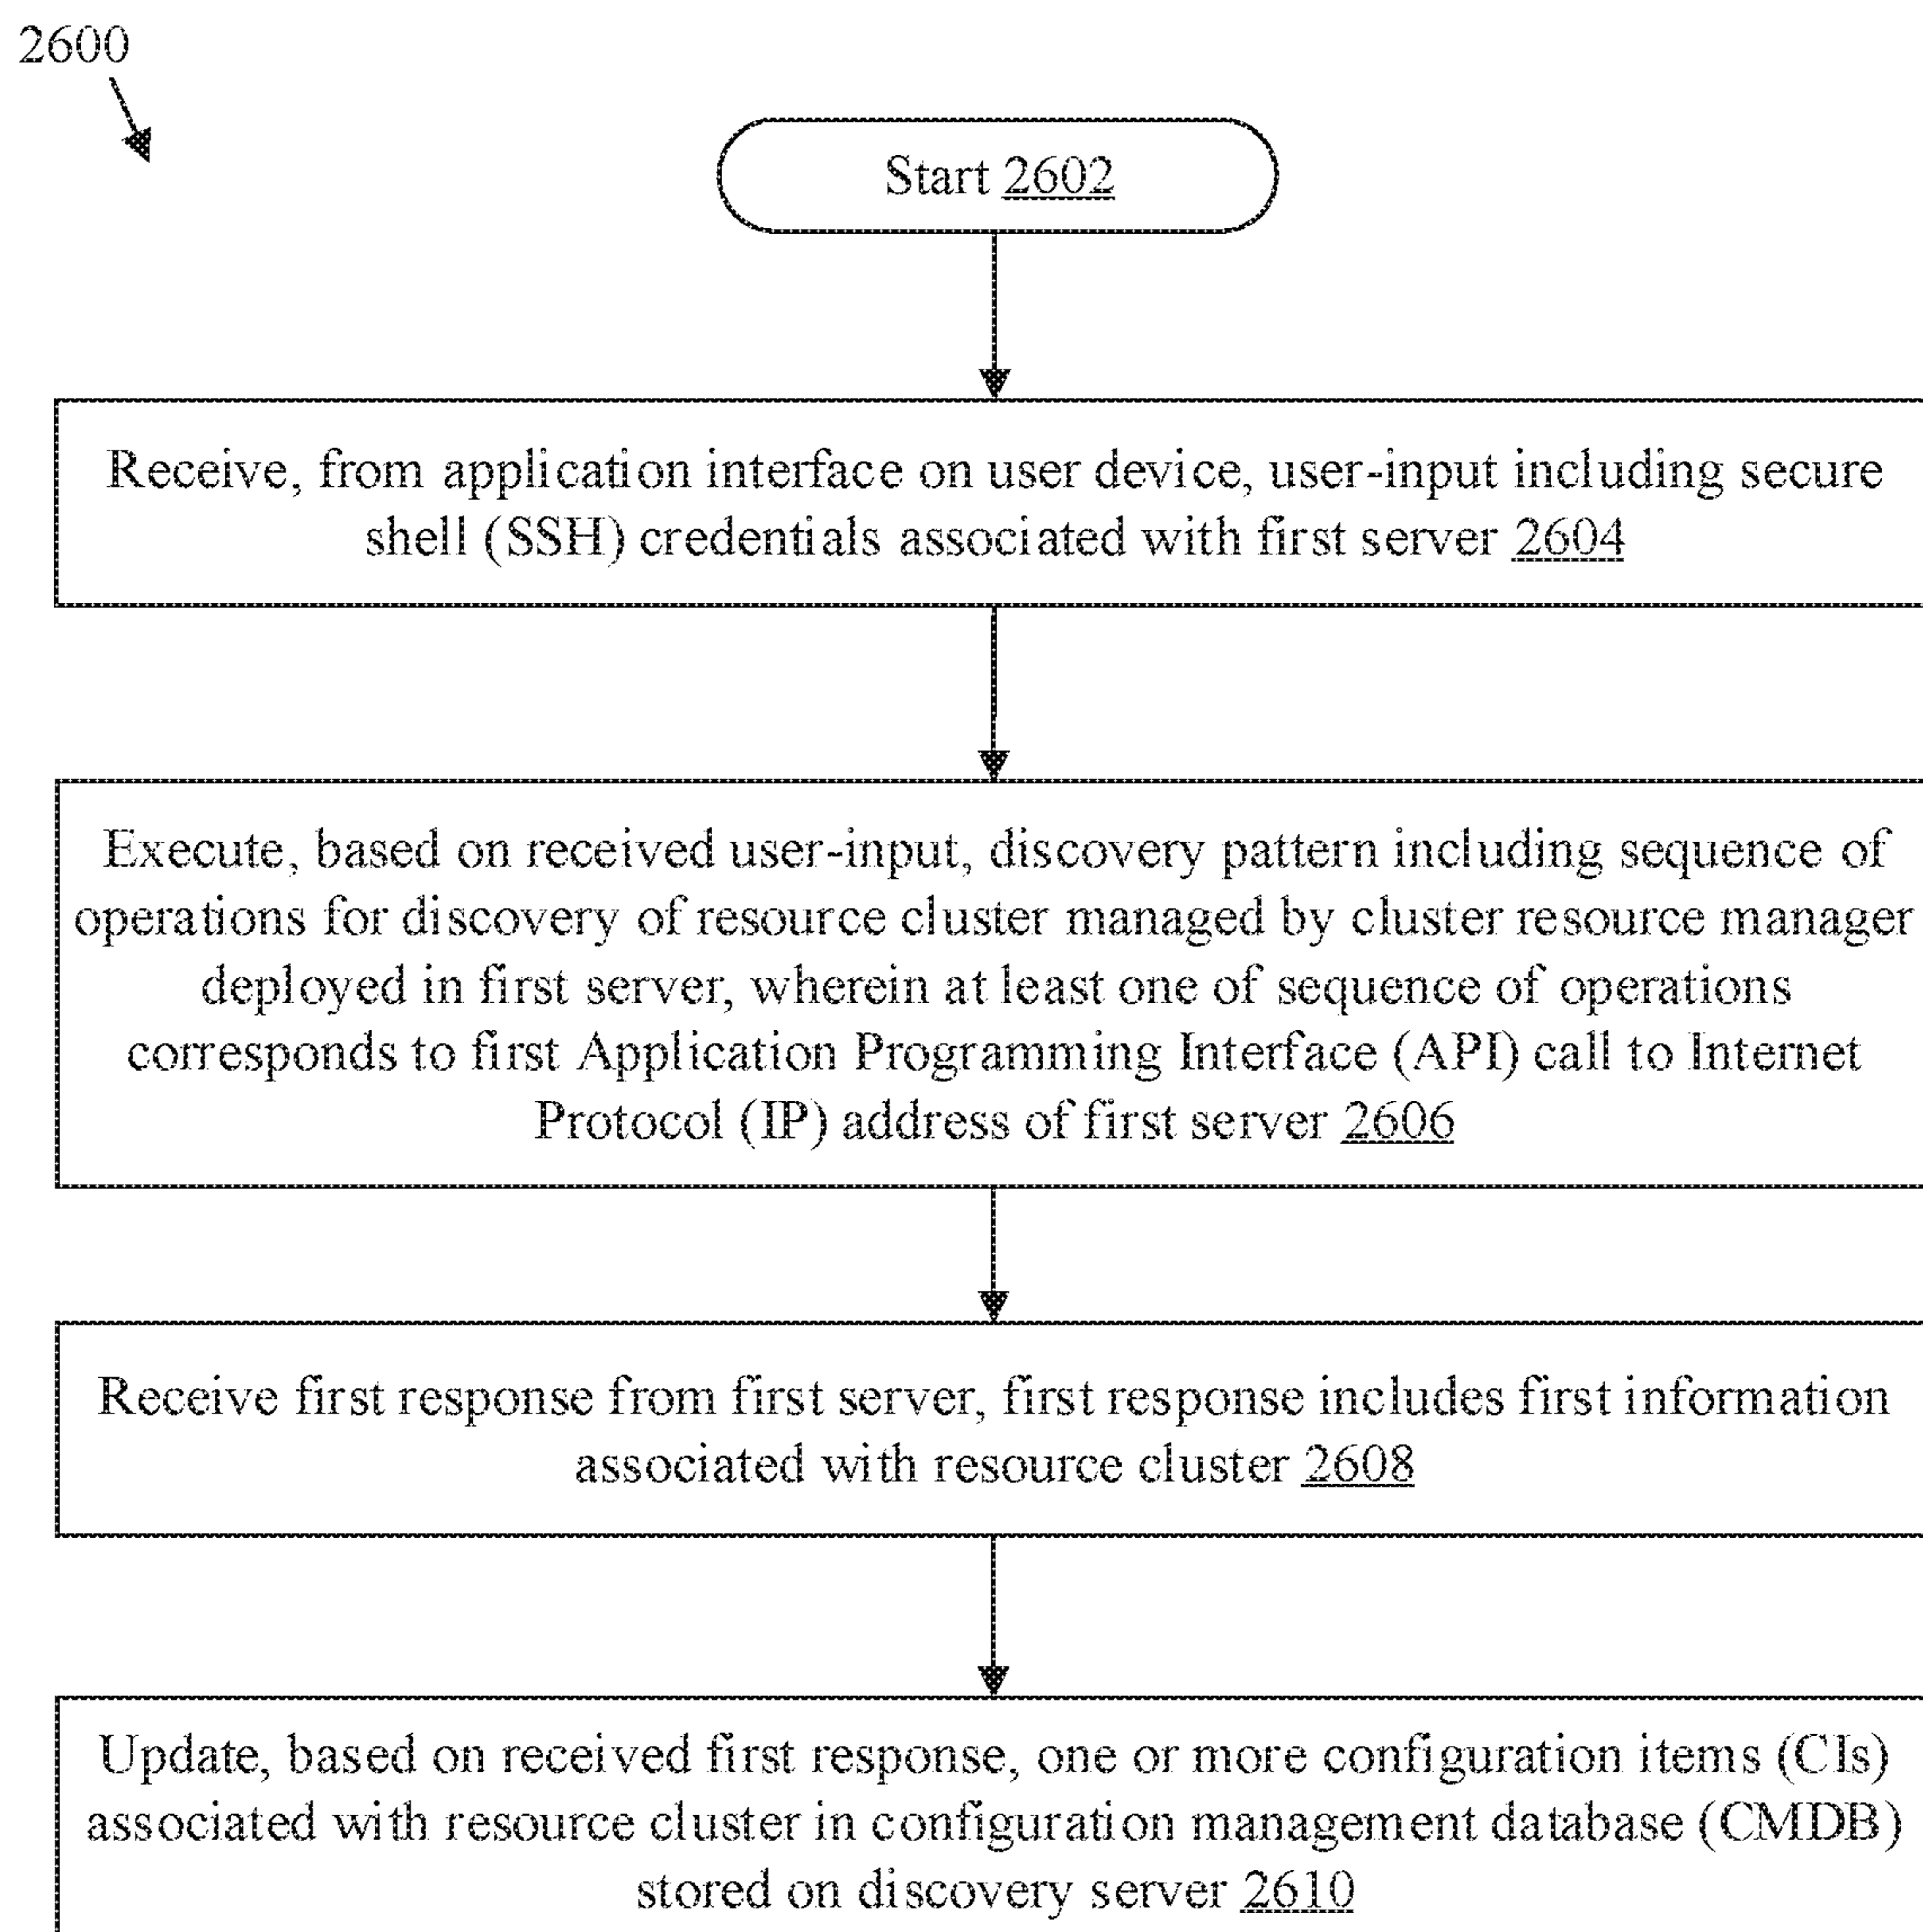 2600
Start 2602
Receive, from application interface on user device, user-input including secure
shell (SSH) credentials associated with first server 2604
Execute, based on received user-input, discovery pattern including sequence of
operations for discovery of resource cluster managed by cluster resource manager
deployed in first server, wherein at least one of sequence of operations
corresponds to first Application Programming Interface (API) call to Internet
Protocol (IP) address of first server 2606
Receive first response from first server, first response includes first information
associated with resource cluster 2608
Update, based on received first response, one or more configuration items (CIs)
associated with resource cluster in configuration management database (CMDB)
stored on discovery server 2610